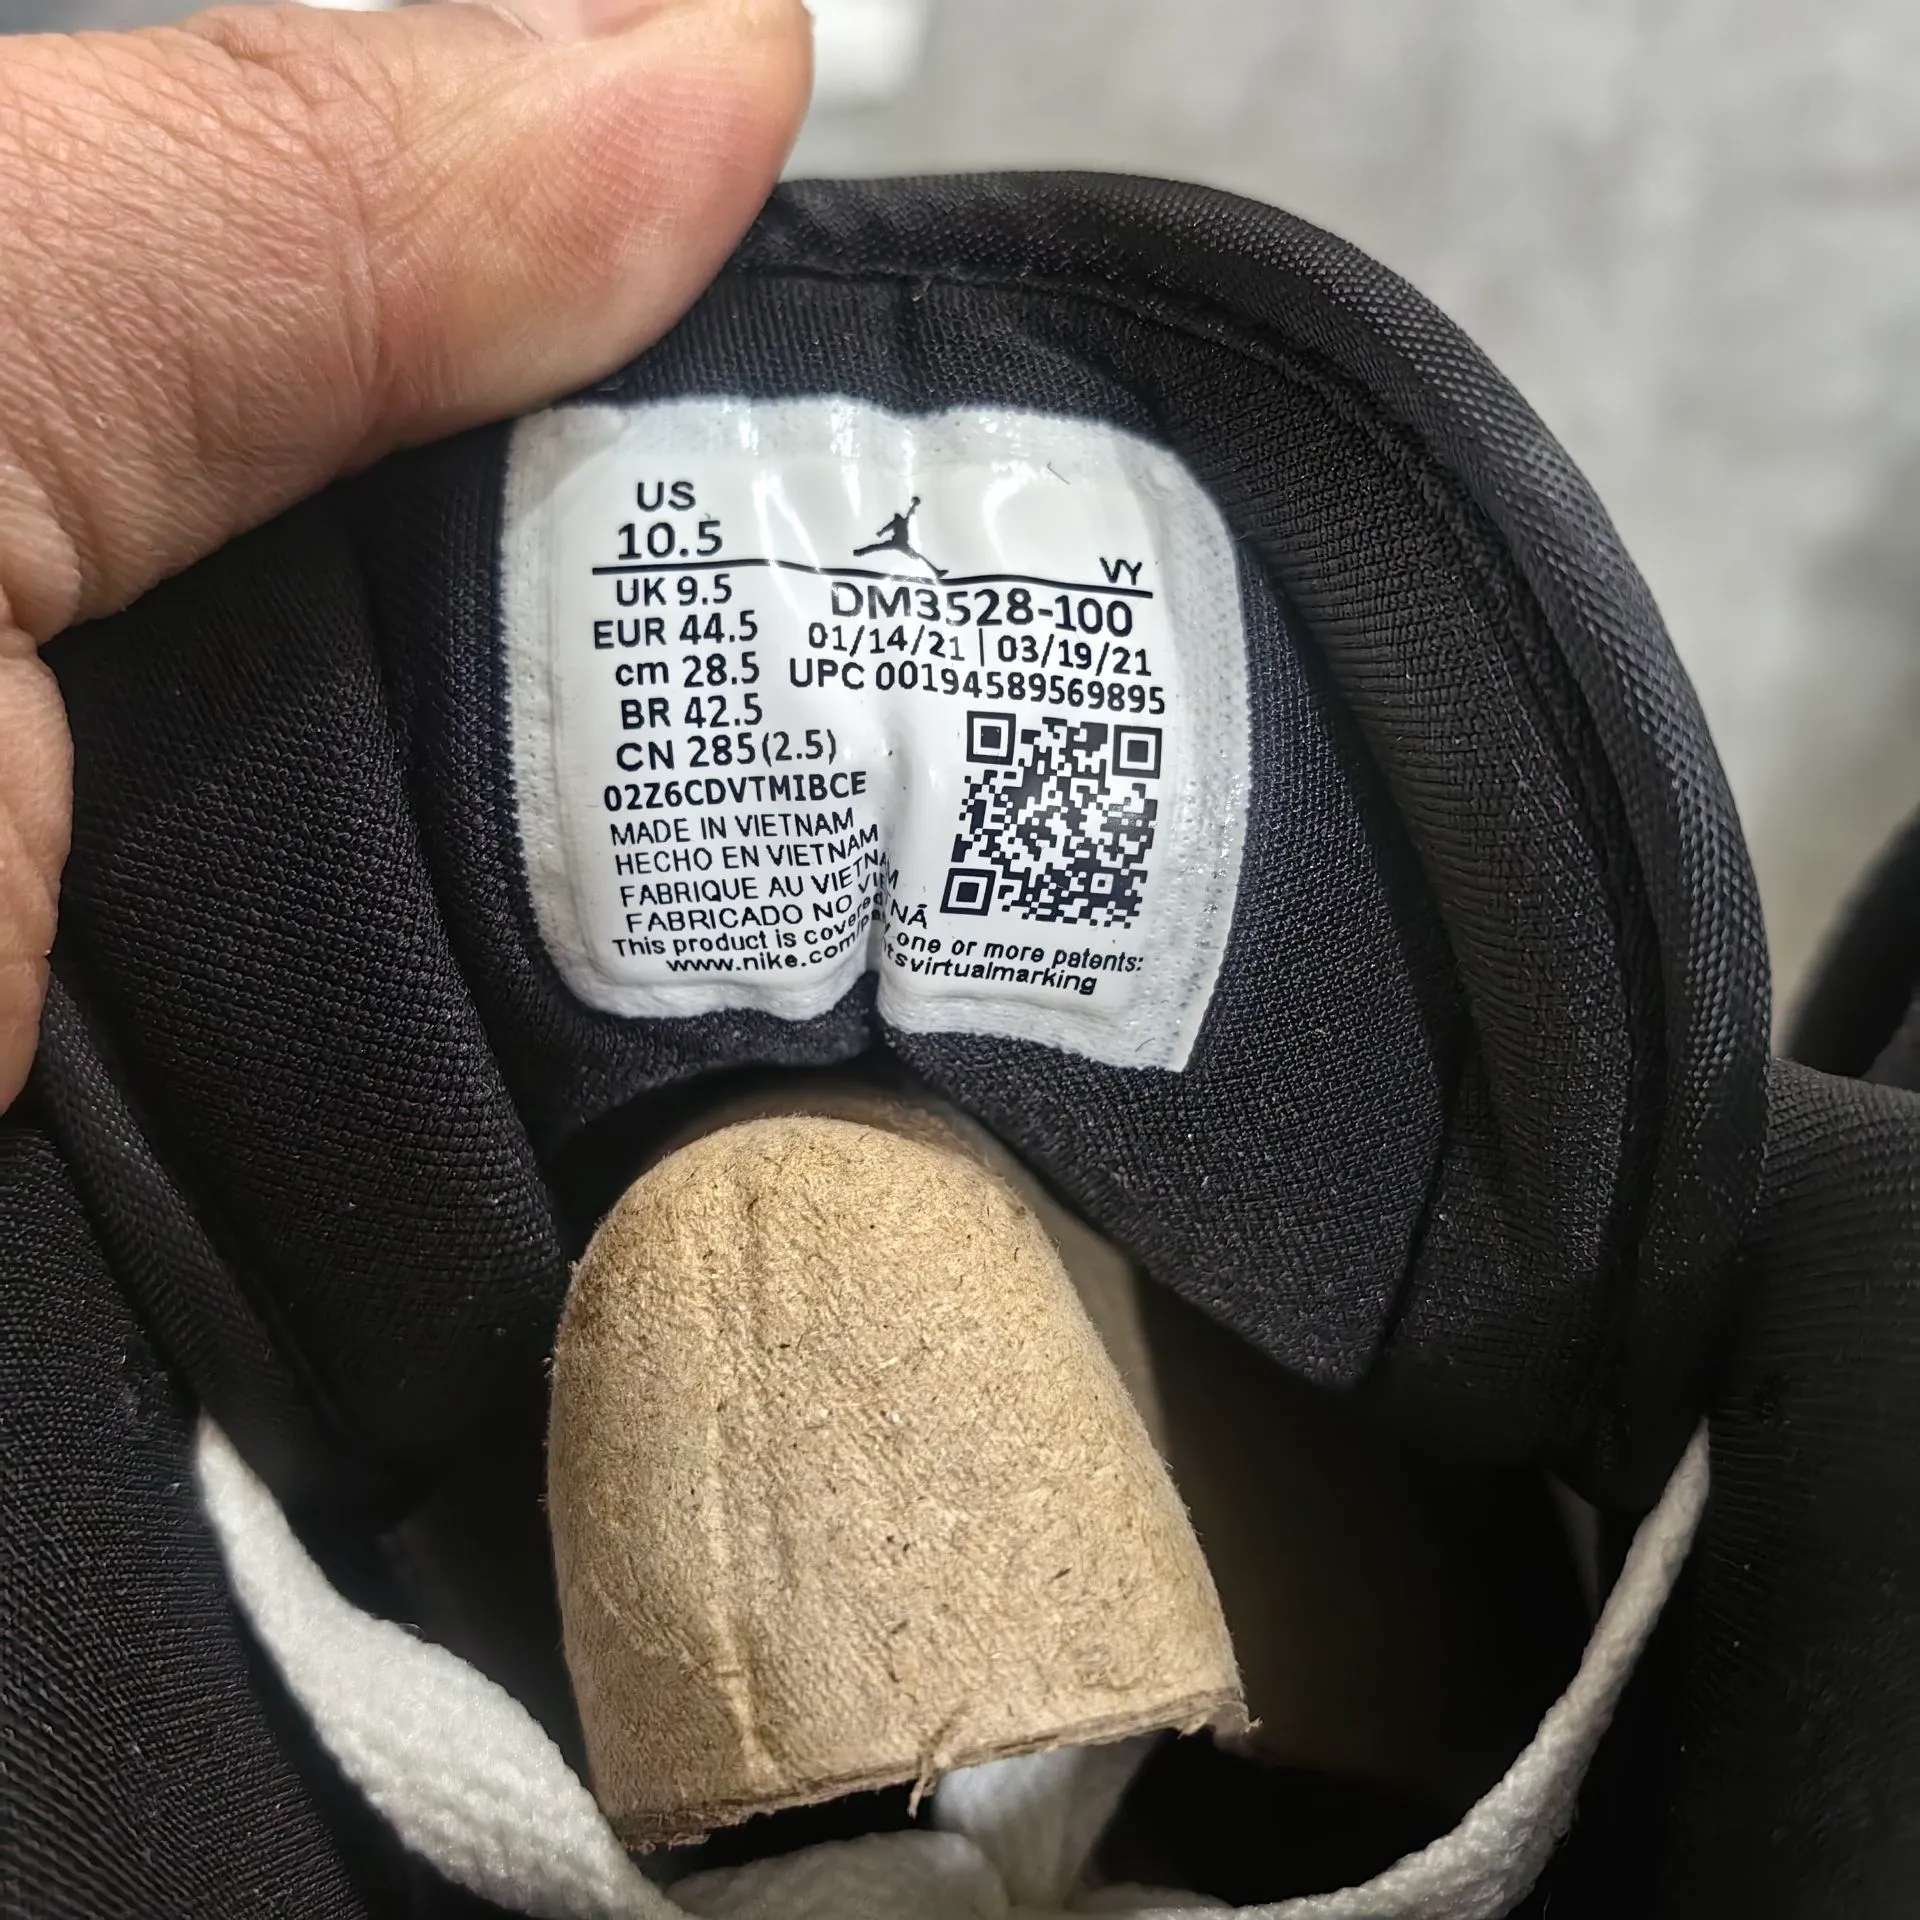 US
10.5
VY
UK 9.5
EUR 44.5
cm 28.5
BR 42.5
CN 285(2.5)
DM3528-100
01/14/21 | 03/19/21
UPC 00194589569895
02Z6CDVTMIBCE
MADE IN VIETNAM
HECHO EN VIETNAM
FABRIQUE AU VIETNAM
FABRICADO NO VIETNÃ
This product is covered by one or more patents:
www.nike.com/patentsvirtualmarking